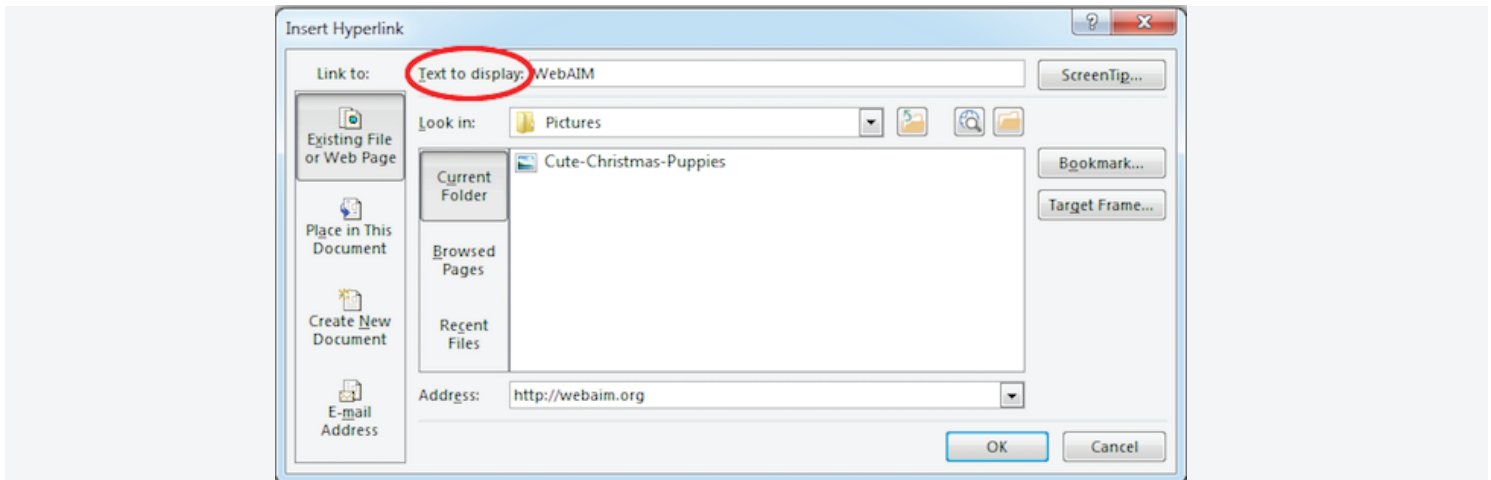 Insert Hyperlink
Link to:
Text to display:
WebAIM
ScreenTip...
Existing File
or Web Page
Look in:
Pictures
Current
Folder
Cute-Christmas-Puppies
Bookmark...
Target Frame...
Place in This
Document
Browsed
Pages
Create New
Document
Recent
Files
E-mail
Address
Address:
http://webaim.org
OK
Cancel